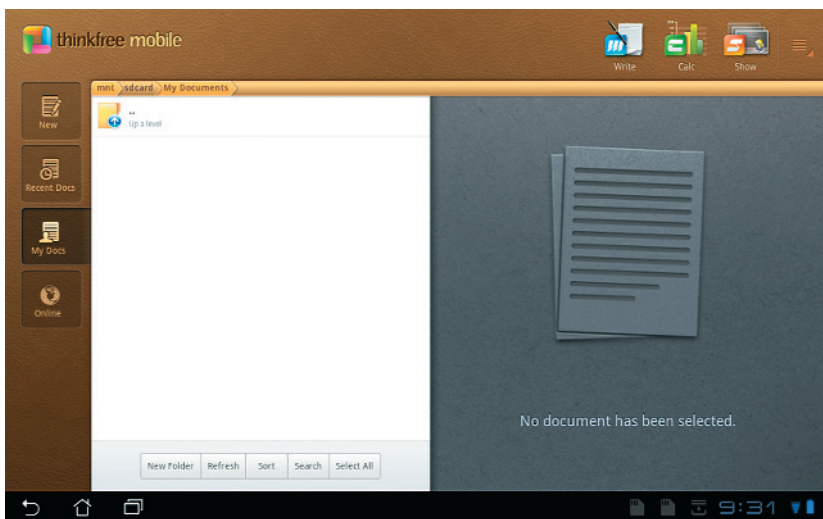 thinkfree mobile
Write Calc Show
mnt sdcard My Documents
New
..
Up a level
Recent Docs
My Docs
Online
No document has been selected.
New Folder Refresh Sort Search Select All
9:31